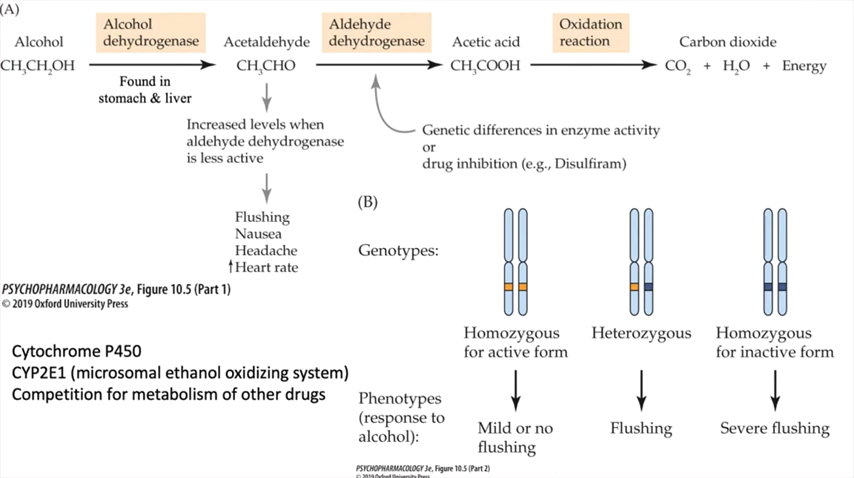 (A)
Alcohol
dehydrogenase
Aldehyde
dehydrogenase
Oxidation
reaction
Alcohol
Acetaldehyde
Acetic acid
Carbon dioxide
CH₃CH₂OH
CH₃CHO
CH₃COOH
CO₂ + H₂O + Energy
Found in
stomach & liver
Increased levels when
aldehyde dehydrogenase
is less active
Genetic differences in enzyme activity
or
drug inhibition (e.g., Disulfiram)
Flushing
Nausea
Headache
↑Heart rate
PSYCHOPHARMACOLOGY 3e, Figure 10.5 (Part 1)
© 2019 Oxford University Press
Cytochrome P450
CYP2E1 (microsomal ethanol oxidizing system)
Competition for metabolism of other drugs
(B)
Genotypes:
Homozygous
for active form
Heterozygous
Homozygous
for inactive form
Phenotypes
(response to
alcohol):
Mild or no
flushing
Flushing
Severe flushing
PSYCHOPHARMACOLOGY 3e, Figure 10.5 (Part 2)
© 2019 Oxford University Press